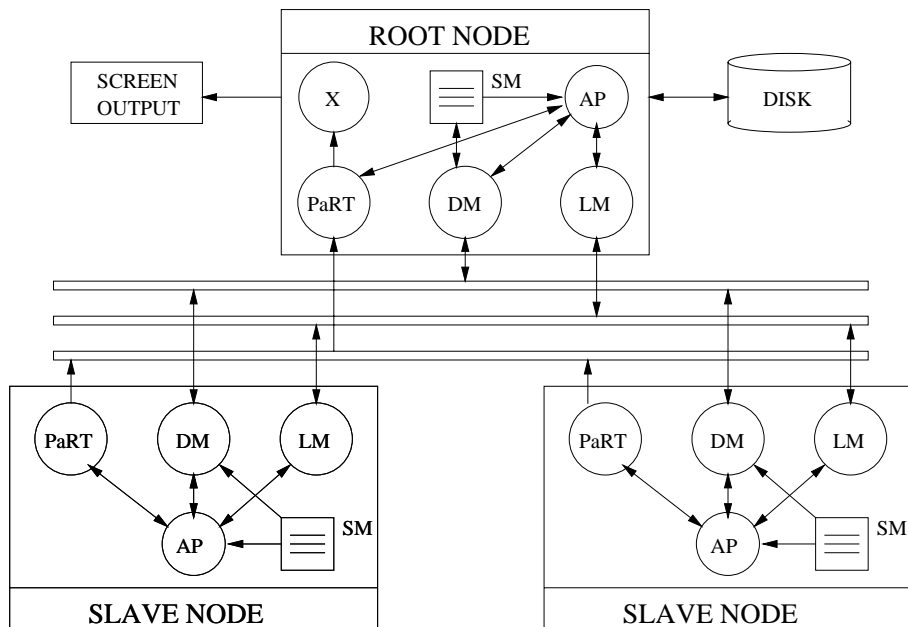 ROOT NODE
SCREEN
OUTPUT
X
SM
AP
DISK
PaRT
DM
LM
PaRT
DM
LM
AP
SM
SLAVE NODE
PaRT
DM
LM
AP
SM
SLAVE NODE